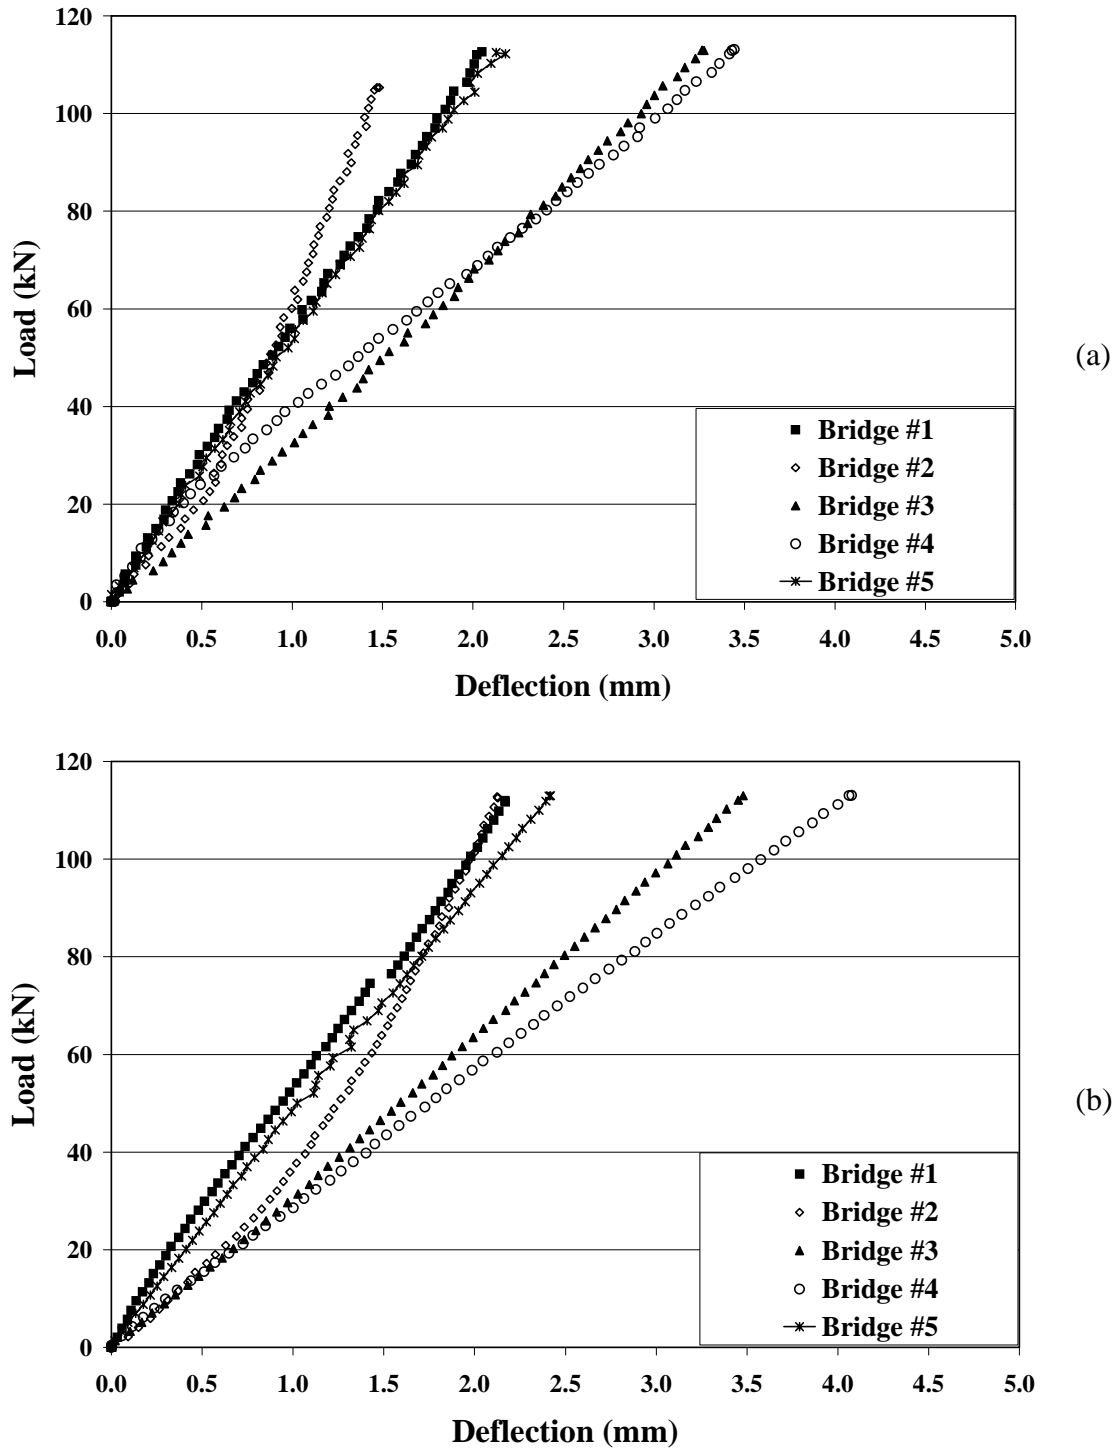 120
100
80
60
40
20
0
Load (kN)
Bridge #1
Bridge #2
Bridge #3
Bridge #4
Bridge #5
0.0 0.5 1.0 1.5 2.0 2.5 3.0 3.5 4.0 4.5 5.0
Deflection (mm)
(a)
120
100
80
60
40
20
0
Load (kN)
Bridge #1
Bridge #2
Bridge #3
Bridge #4
Bridge #5
0.0 0.5 1.0 1.5 2.0 2.5 3.0 3.5 4.0 4.5 5.0
Deflection (mm)
(b)